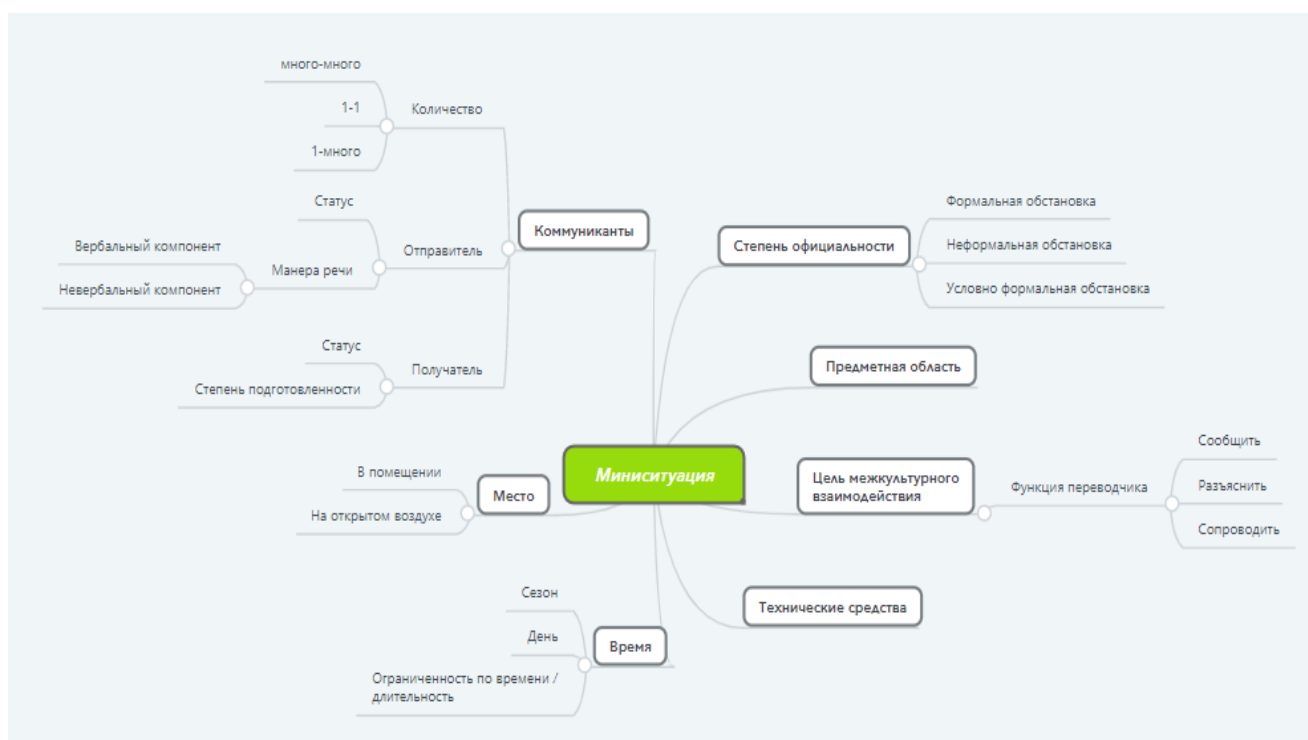 много-много
1-1
Количество
1-много
Статус
Коммуниканты
Вербальный компонент
Отправитель
Манера речи
Невербальный компонент
Статус
Получатель
Степень подготовленности
Формальная обстановка
Степень официальности
Неформальная обстановка
Условно формальная обстановка
Предметная область
Миниситуация
В помещении
Место
На открытом воздухе
Сообщить
Цель межкультурного
взаимодействия
Функция переводчика
Разъяснить
Сопроводить
Сезон
День
Время
Ограниченность по времени /
длительность
Технические средства